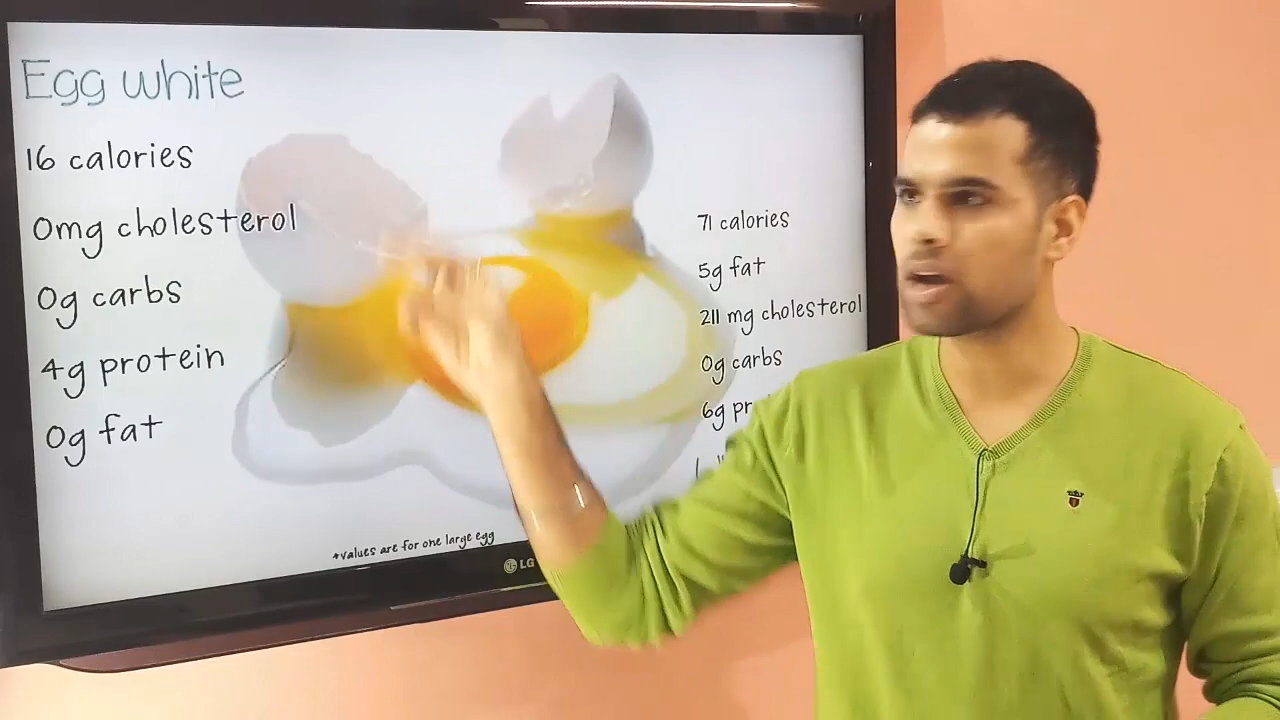 Egg white
16 calories
0mg cholesterol
0g carbs
4g protein
0g fat
71 calories
5g fat
211 mg cholesterol
0g carbs
6g
*values are for one large egg
LG